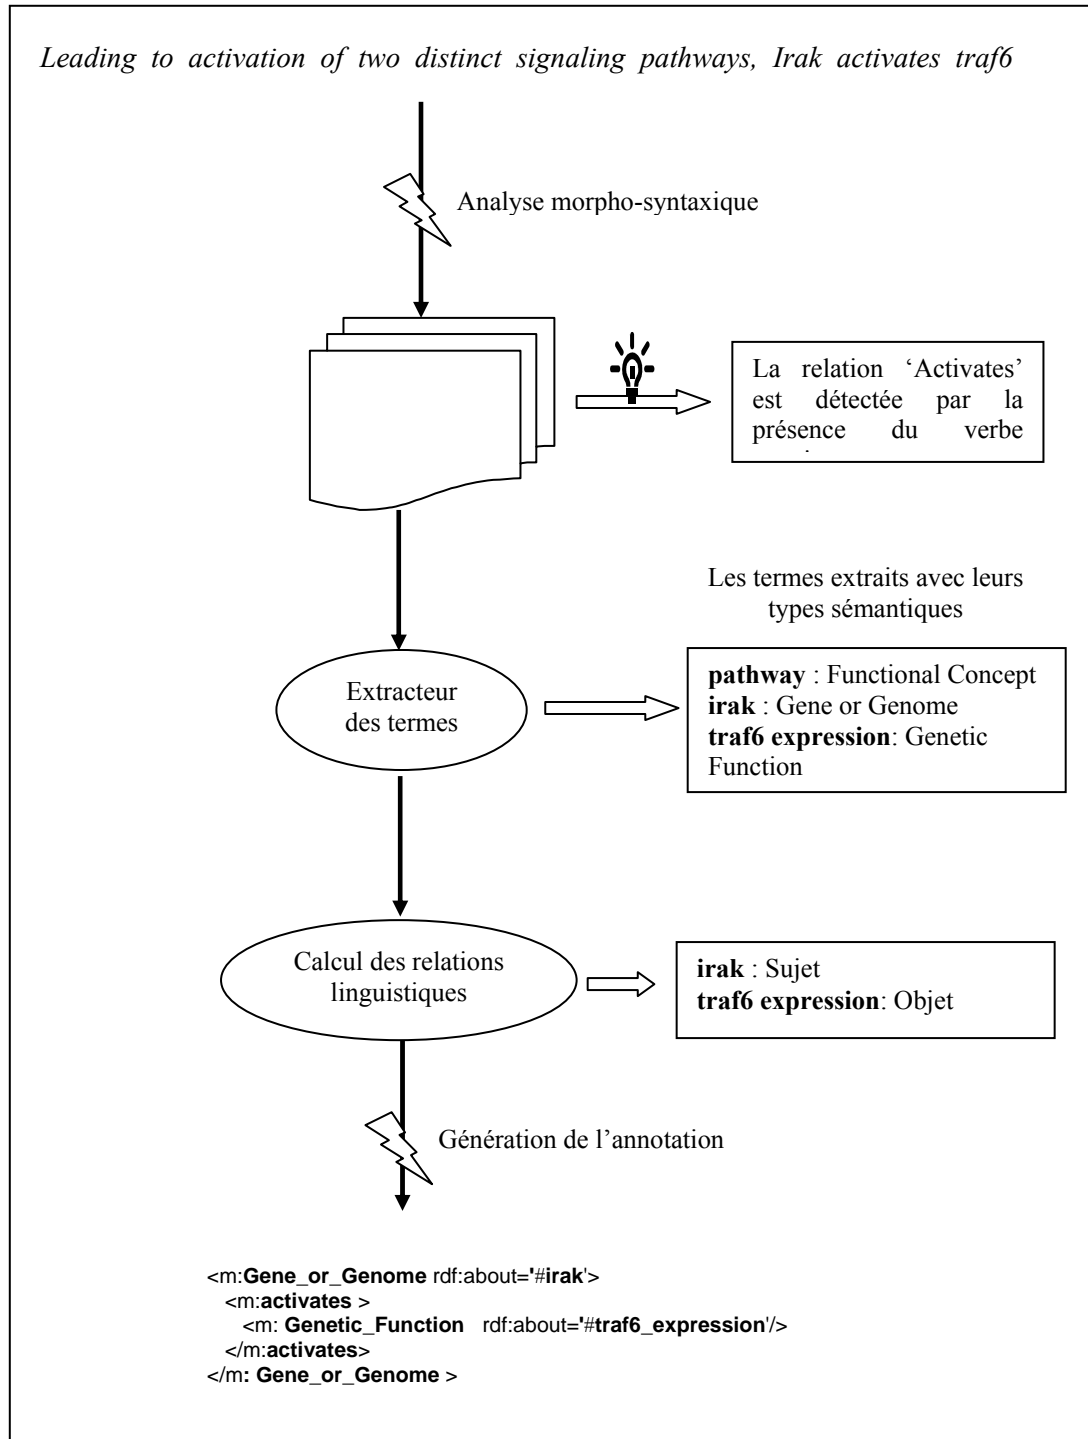 Leading to activation of two distinct signaling pathways, Irak activates traf6
Analyse morpho-syntaxique
La relation ‘Activates’
est détectée par la
présence du verbe
Les termes extraits avec leurs
types sémantiques
pathway : Functional Concept
irak : Gene or Genome
traf6 expression: Genetic
Function
Extracteur
des termes
Calcul des relations
linguistiques
irak : Sujet
traf6 expression: Objet
Génération de l’annotation
<m:Gene_or_Genome rdf:about='#irak'>
<m:activates >
<m: Genetic_Function rdf:about='#traf6_expression'/>
</m:activates>
</m: Gene_or_Genome >